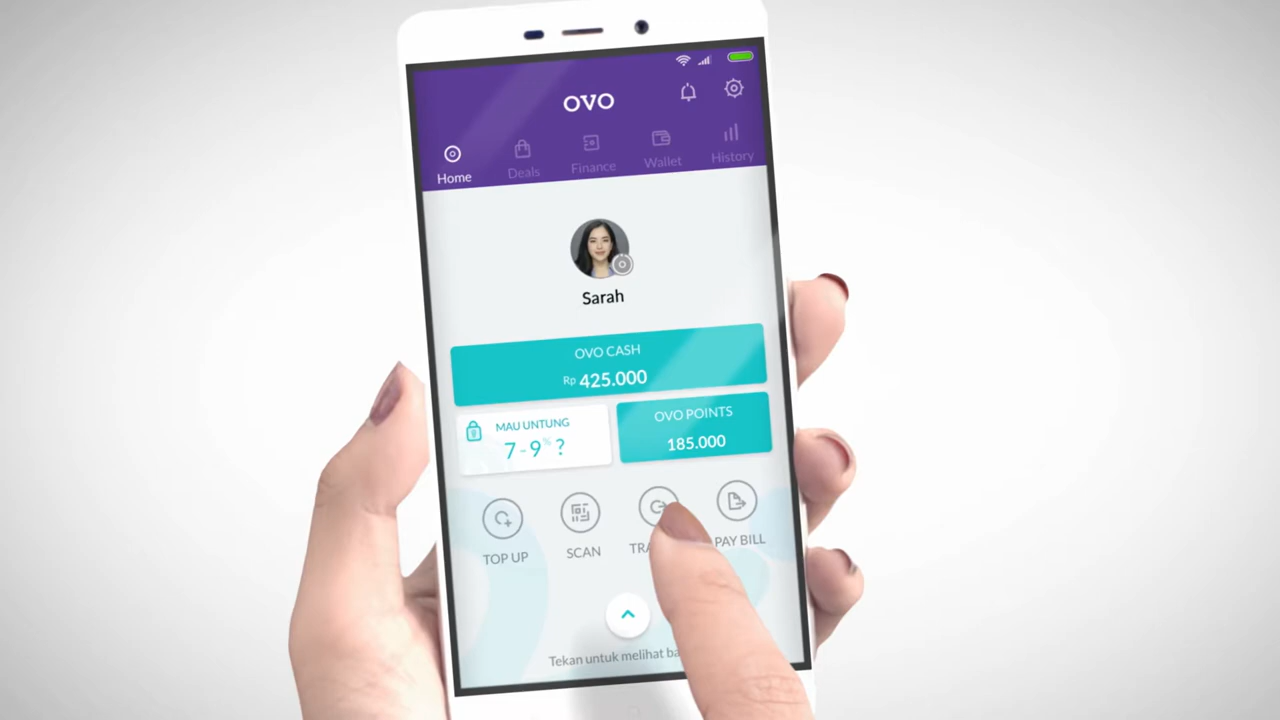 OVO
Home Deals Finance Wallet History
Sarah
OVO CASH
Rp 425.000
MAU UNTUNG
7-9% ?
OVO POINTS
185.000
TOP UP SCAN PAY BILL
Tekan untuk melihat